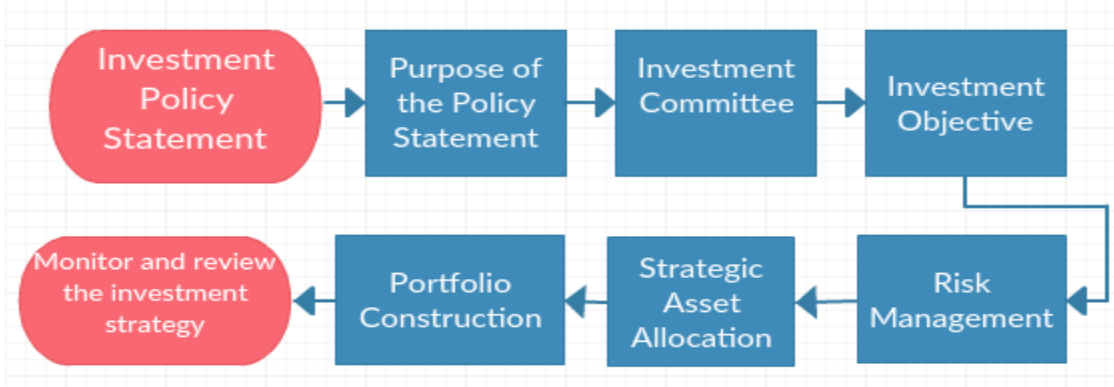 Investment
Policy
Statement
Purpose of
the Policy
Statement
Investment
Committee
Investment
Objective
Risk
Management
Strategic
Asset
Allocation
Portfolio
Construction
Monitor and review
the investment
strategy